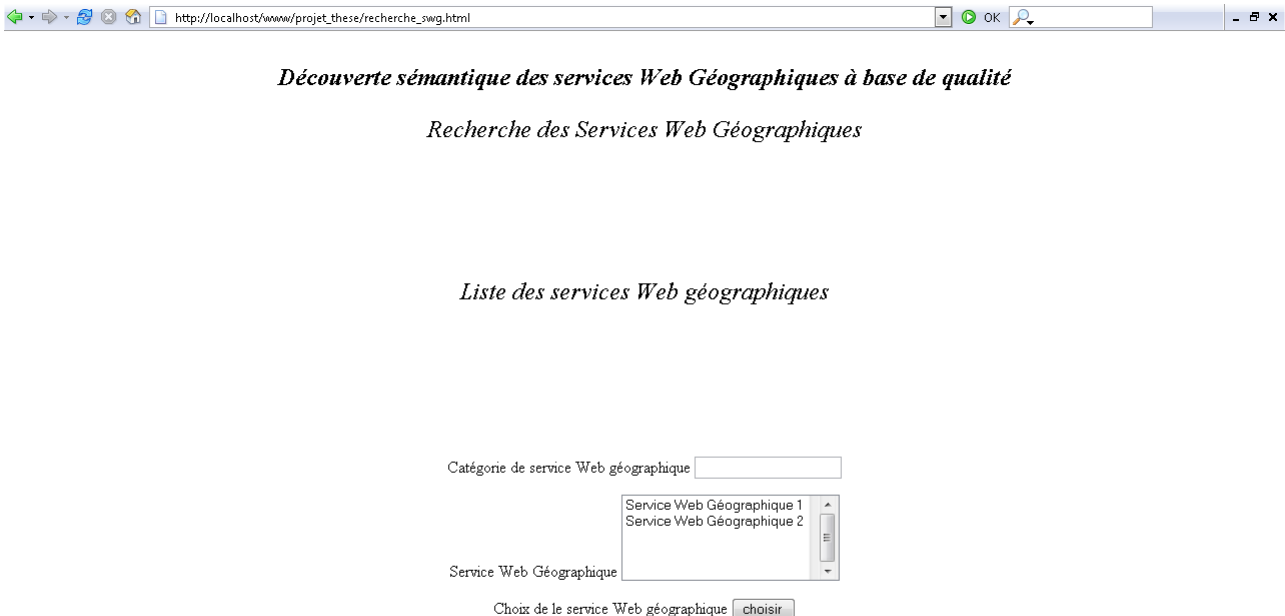 http://localhost/www/projet_these/recherche_swg.html OK
Découverte sémantique des services Web Géographiques à base de qualité
Recherche des Services Web Géographiques
Liste des services Web géographiques
Catégorie de service Web géographique
Service Web Géographique 1
Service Web Géographique 2
Service Web Géographique
Choix de le service Web géographique choisir